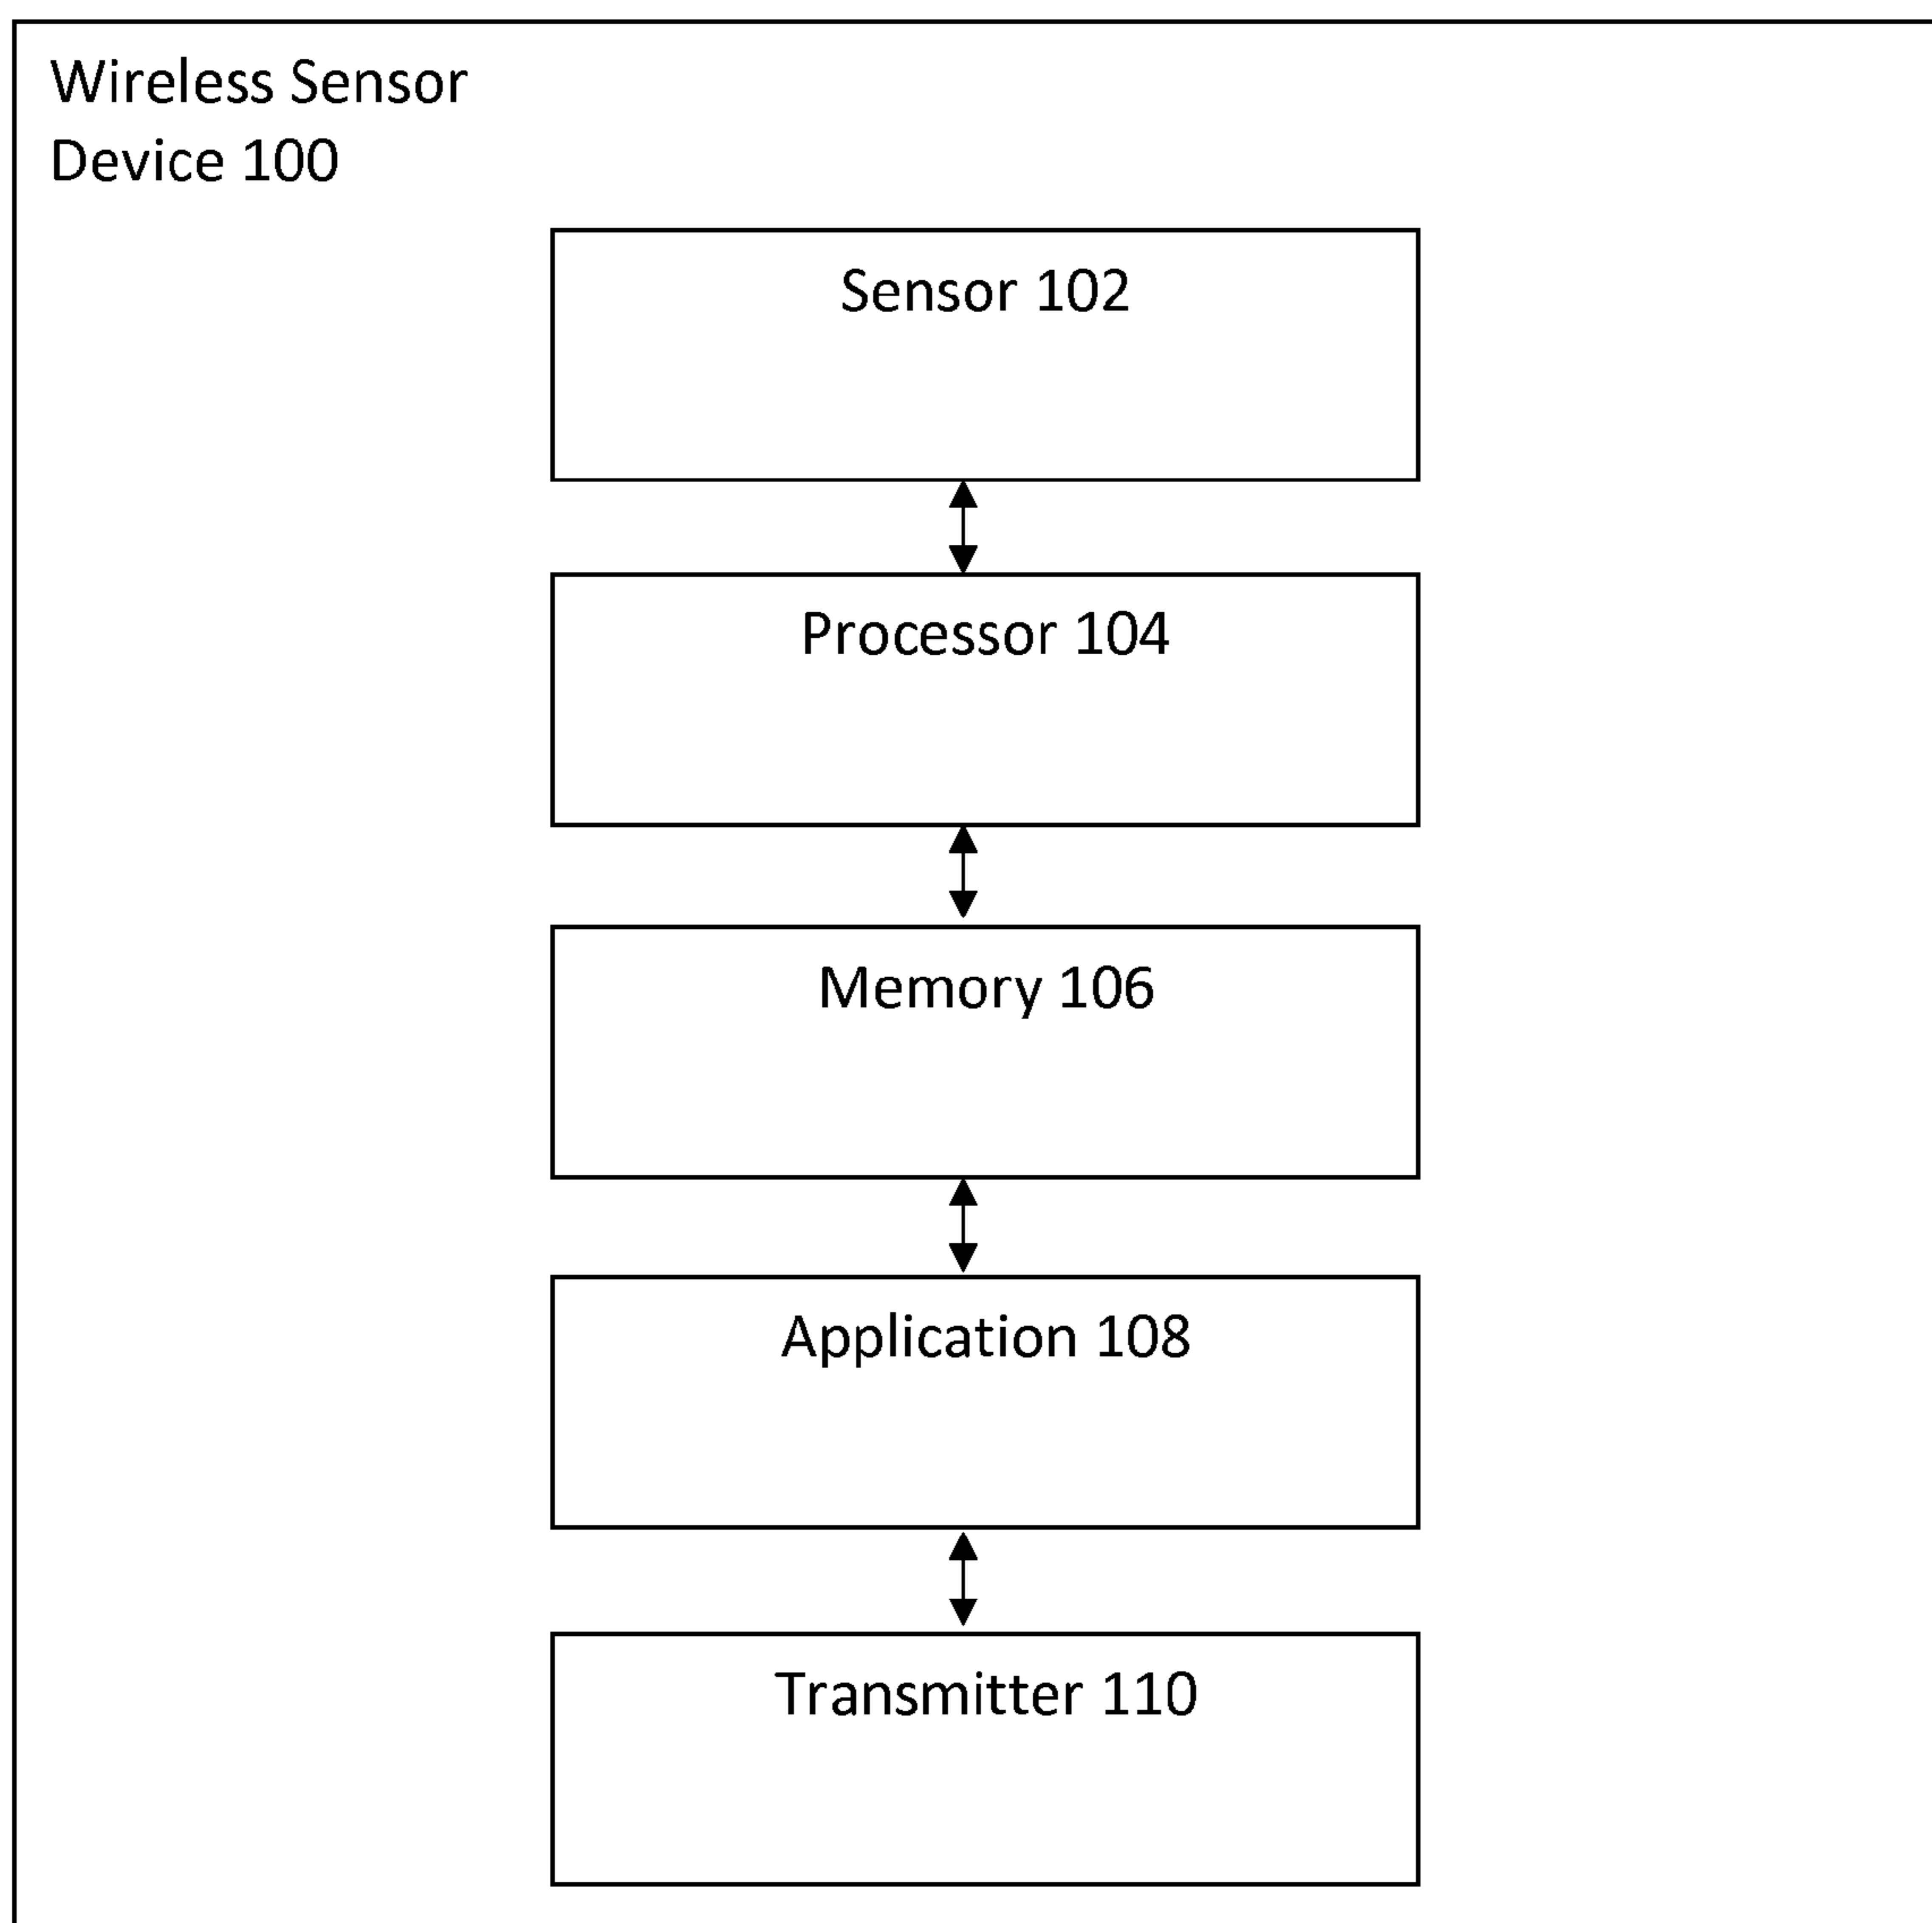 Wireless Sensor
Device 100
Sensor 102
Processor 104
Memory 106
Application 108
Transmitter 110